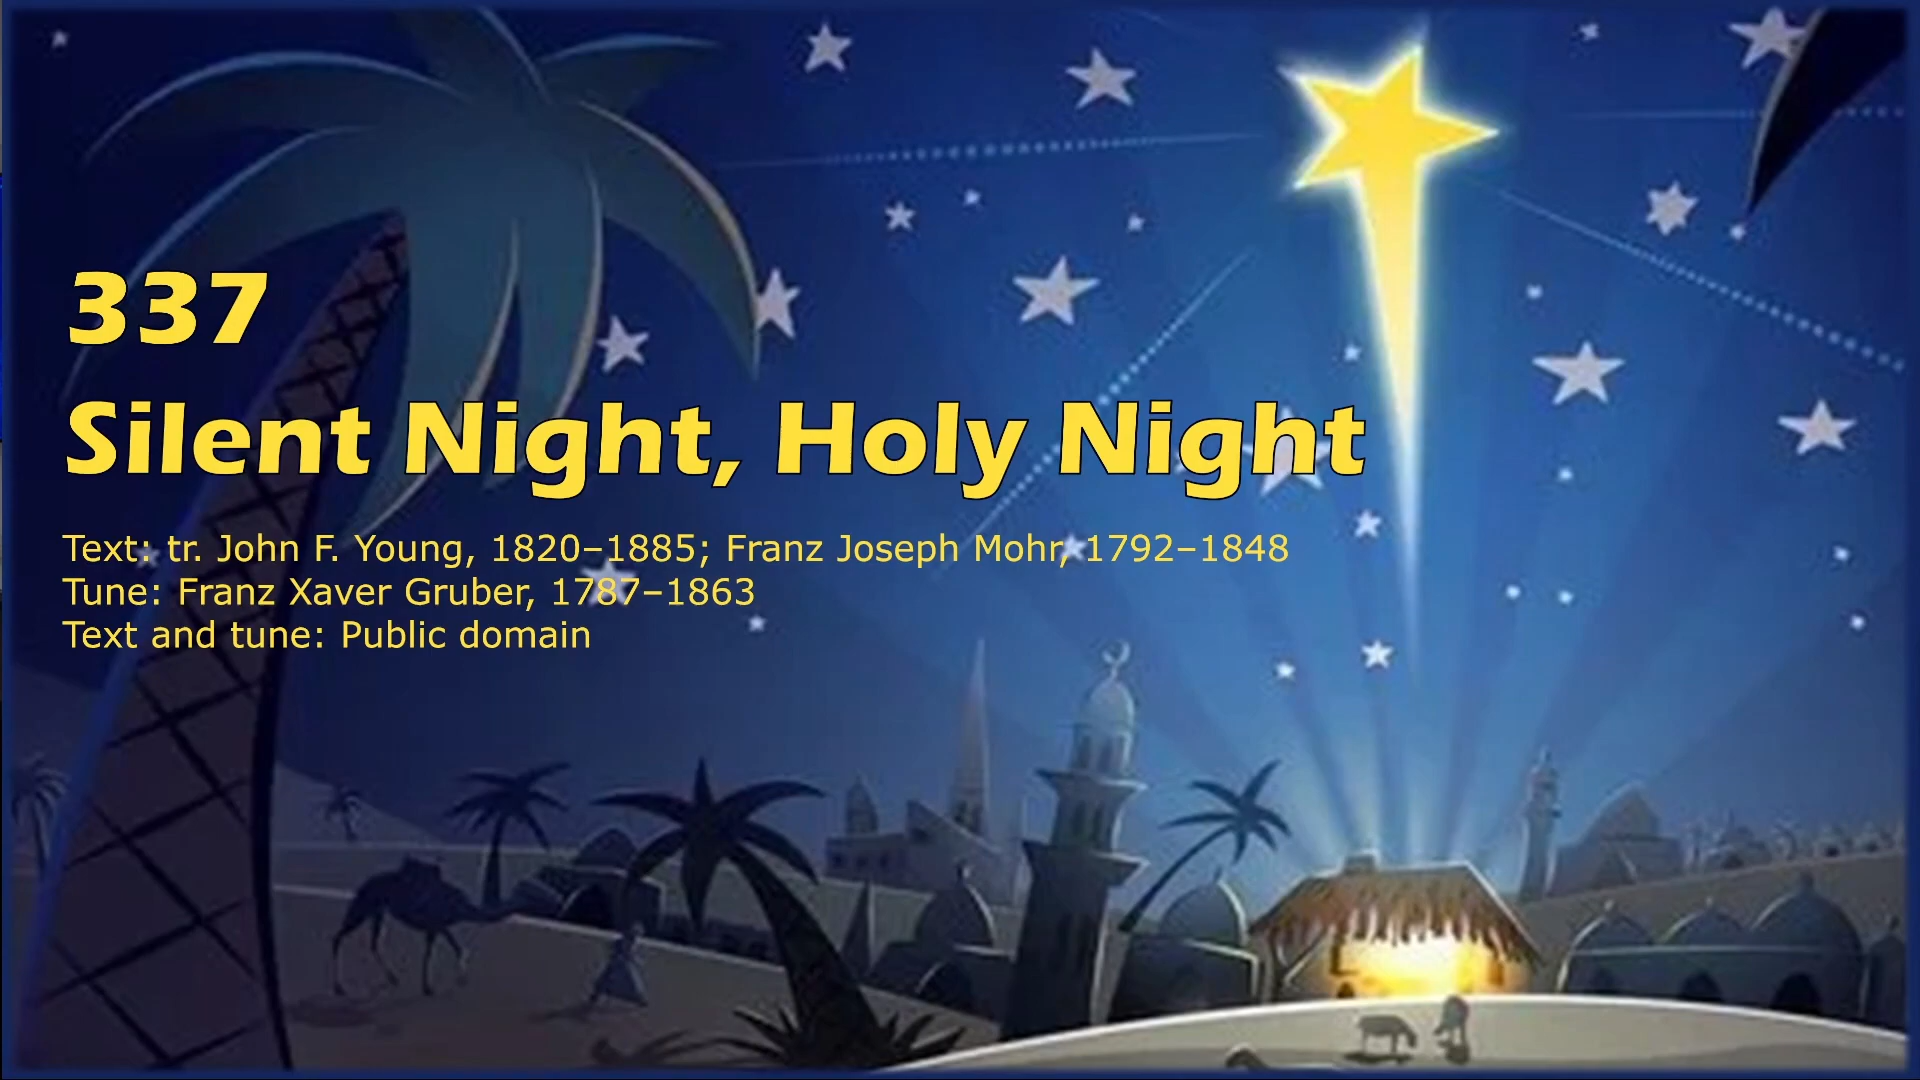 337
Silent Night, Holy Night
Text: tr. John F. Young, 1820–1885; Franz Joseph Mohr, 1792–1848
Tune: Franz Xaver Gruber, 1787–1863
Text and tune: Public domain